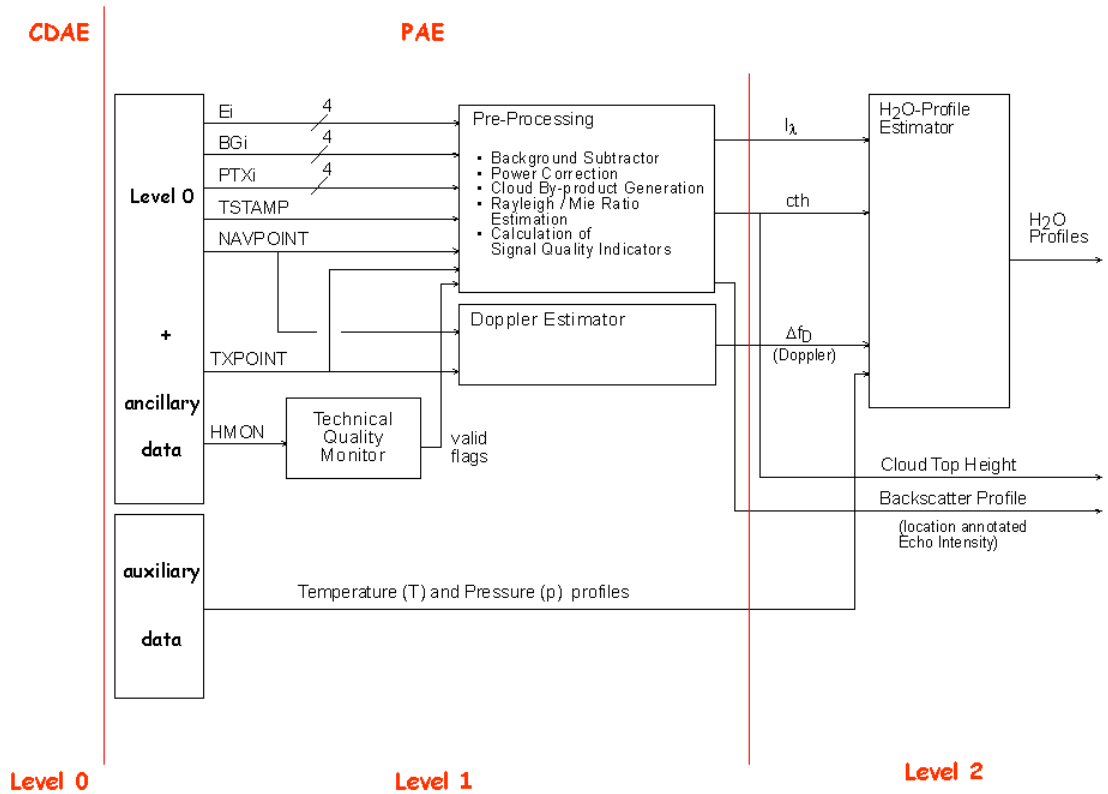 CDAE
PAE
Level 0
+
ancillary
data
Ei
4
BGi
4
PTXi
4
TSTAMP
NAVPOINT
TXPOINT
HMON
Pre-Processing
▪ Background Subtractor
▪ Power Correction
▪ Cloud By-product Generation
▪ Rayleigh / Mie Ratio
Estimation
▪ Calculation of
Signal Quality Indicators
Doppler Estimator
Technical
Quality
Monitor
valid
flags
Iλ
cth
ΔfD
(Doppler)
H2O-Profile
Estimator
H2O
Profiles
Cloud Top Height
Backscatter Profile
(location annotated
Echo Intensity)
auxiliary
data
Temperature (T) and Pressure (p) profiles
Level 0
Level 1
Level 2